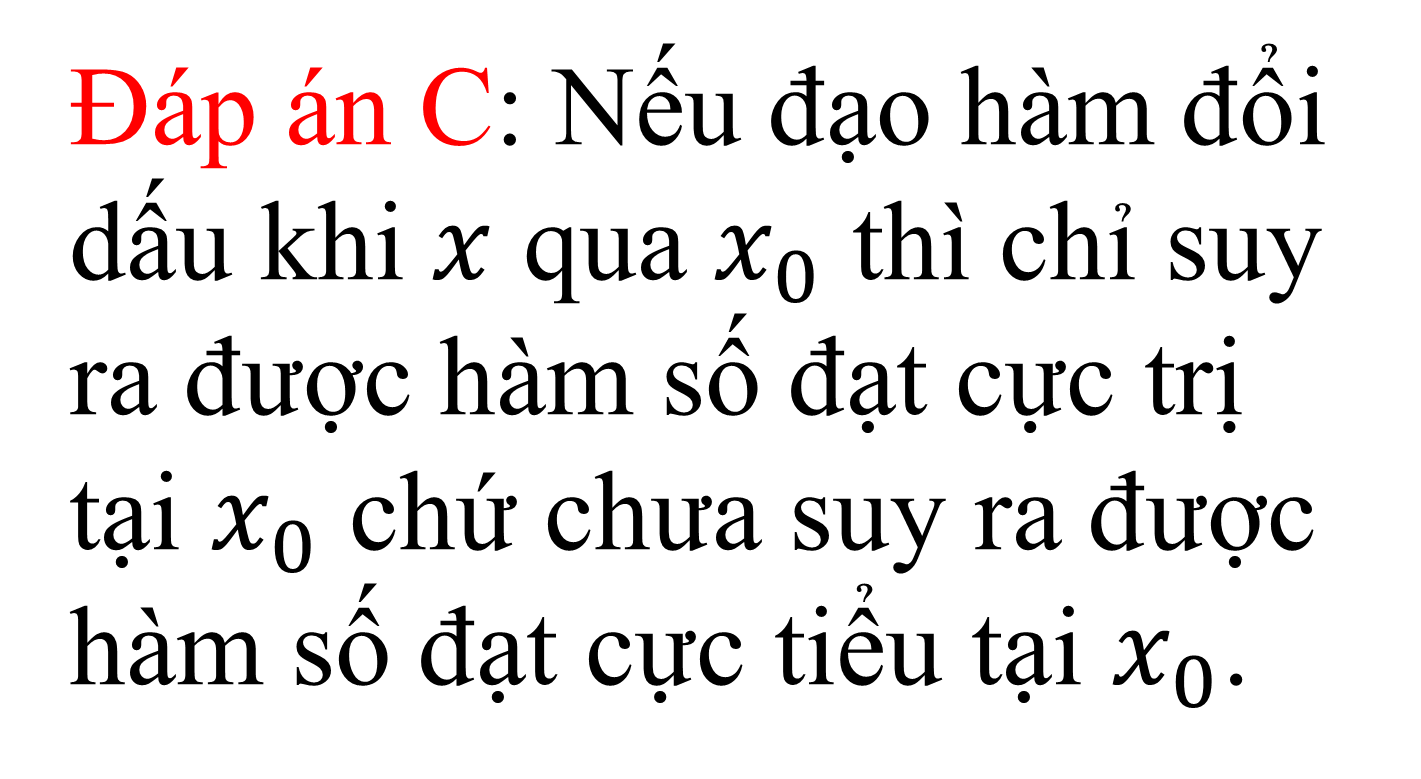 Đáp án C: Nếu đạo hàm đổi
dấu khi x qua x₀ thì chỉ suy
ra được hàm số đạt cực trị
tại x₀ chứ chưa suy ra được
hàm số đạt cực tiểu tại x₀.